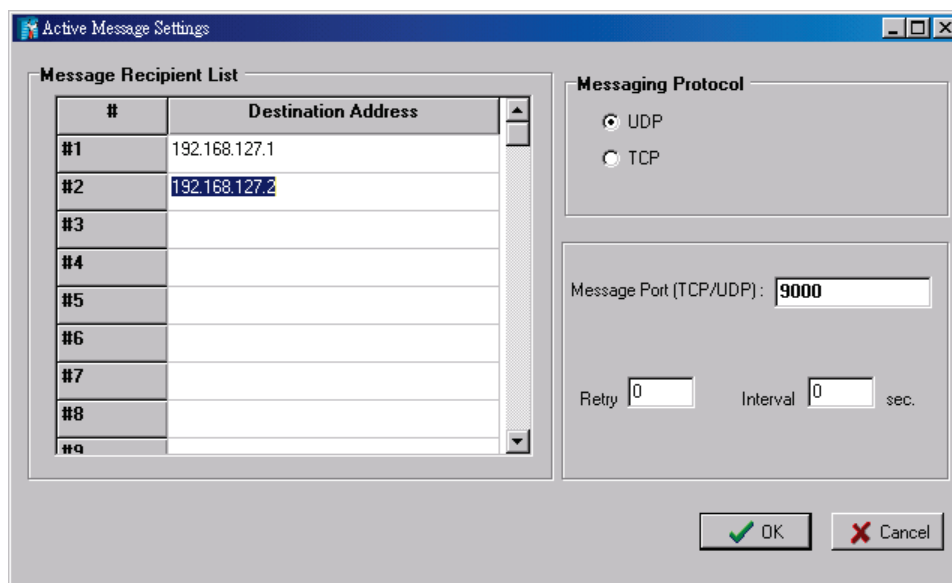 Active Message Settings
Message Recipient List
# Destination Address
#1 192.168.127.1
#2 192.168.127.2
#3
#4
#5
#6
#7
#8
#9
Messaging Protocol
UDP
TCP
Message Port (TCP/UDP) : 9000
Retry 0 Interval 0 sec.
OK Cancel